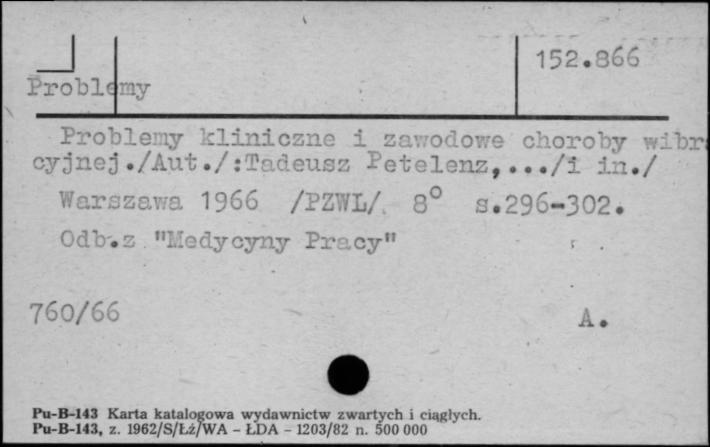 152.866
Problemy
Problemy kliniczne i zawodowe choroby wibra
cyjnej./Aut./:Tadeusz Petelenz,.../i in./
Warszawa 1966 /PZWL/. 8° s.296-302.
Odb.z "Medycyny Pracy"
760/66 A.
Pu-B-143 Karta katalogowa wydawnictw zwartych i ciągłych.
Pu-B-143, z. 1962/S/Łź/WA - ŁDA - 1203/82 n. 500 000